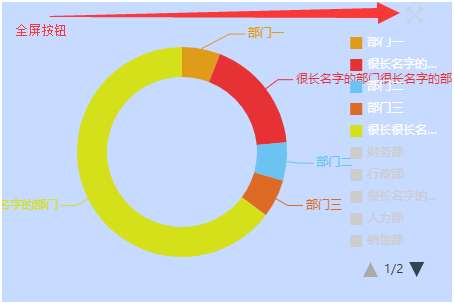 全屏按钮
部门一
很长名字的部门很长名字的部
部门二
部门三
名字的部门
部门一
很长名字的...
部门二
部门三
很长很长名...
财务部
行政部
很长名字的...
人力部
销售部
1/2